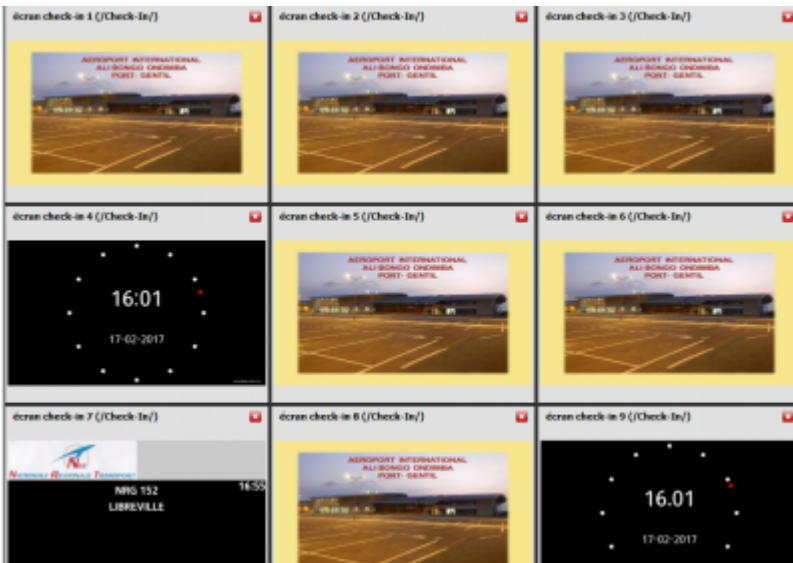 écran check-in 1 (/Check-In/)
AEROPORT INTERNATIONAL
ALI BONGO ONDIMBA
PORT- GENTIL
écran check-in 2 (/Check-In/)
AEROPORT INTERNATIONAL
ALI BONGO ONDIMBA
PORT- GENTIL
écran check-in 3 (/Check-In/)
AEROPORT INTERNATIONAL
ALI BONGO ONDIMBA
PORT- GENTIL
écran check-in 4 (/Check-In/)
16:01
17-02-2017
écran check-in 5 (/Check-In/)
AEROPORT INTERNATIONAL
ALI BONGO ONDIMBA
PORT- GENTIL
écran check-in 6 (/Check-In/)
AEROPORT INTERNATIONAL
ALI BONGO ONDIMBA
PORT- GENTIL
écran check-in 7 (/Check-In/)
NATIONALE REGIONALE TRANSPORT
16:55
NRG 152
LIBREVILLE
écran check-in 8 (/Check-In/)
AEROPORT INTERNATIONAL
ALI BONGO ONDIMBA
PORT- GENTIL
écran check-in 9 (/Check-In/)
16.01
17-02-2017